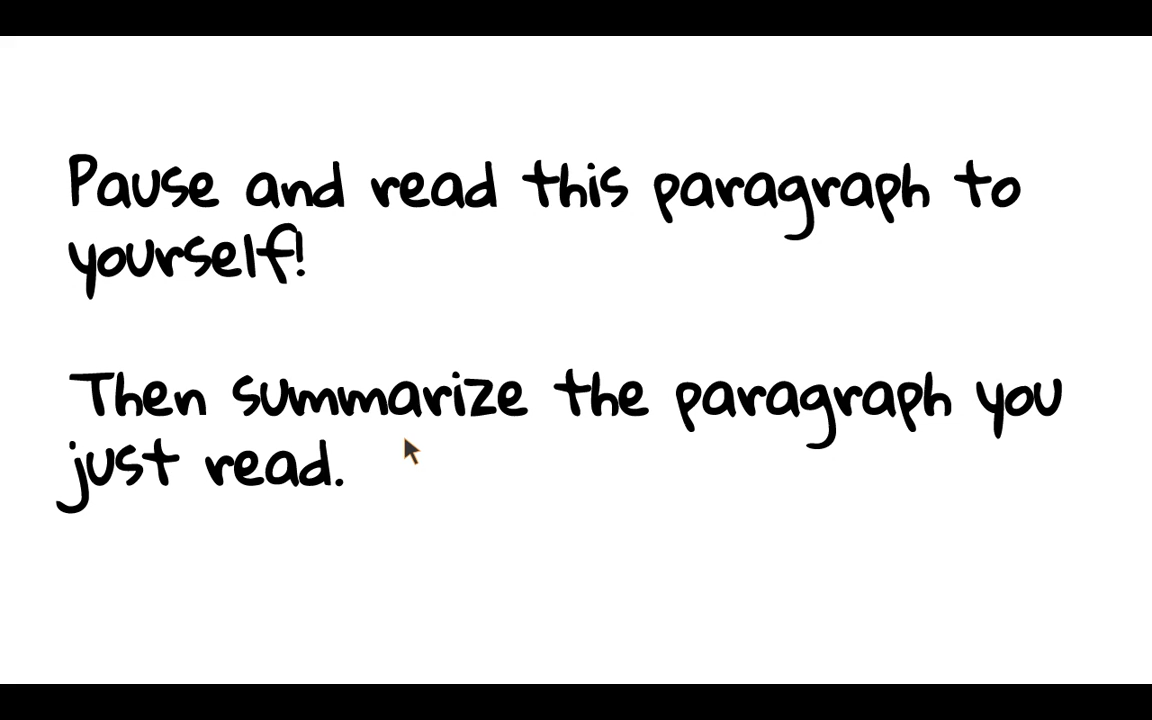 Pause and read this paragraph to
yourself!
Then summarize the paragraph you
just read.